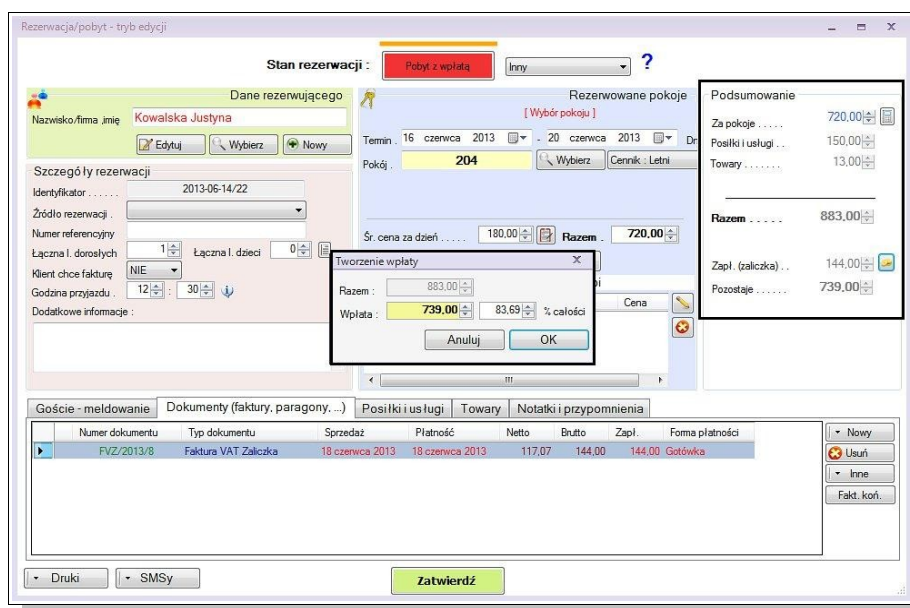 Rezerwacja/pobyt - tryb edycji
Stan rezerwacji : Pobyt z wpłatą Inny ?
Dane rezerwującego
Nazwisko/firma ,imię Kowalska Justyna
Edytuj Wybierz Nowy
Szczegóły rezerwacji
Identyfikator . . . . . . 2013-06-14/22
Źródło rezerwacji .
Numer referencyjny
Łączna l. dorosłych 1 Łączna l. dzieci 0
Klient chce fakturę NIE
Godzina przyjazdu . 12 : 30
Dodatkowe informacje :
Rezerwowane pokoje
[ Wybór pokoju ]
Termin . 16 czerwca 2013 - 20 czerwca 2013 Dr
Pokój . 204 Wybierz Cennik : Letni
Śr. cena za dzień . . . . . 180,00 Razem . 720,00
Cena
Tworzenie wpłaty X
Razem : 883,00
Wpłata : 739,00 83,69 % całości
Anuluj OK
Podsumowanie
Za pokoje . . . . . 720,00
Posiłki i usługi . . 150,00
Towary . . . . . . . 13,00
Razem . . . . . 883,00
Zapł. (zaliczka) . . 144,00
Pozostaje . . . . . . 739,00
Goście - meldowanie Dokumenty (faktury, paragony, ...) Posiłki i usługi Towary Notatki i przypomnienia
Numer dokumentu Typ dokumentu Sprzedaż Płatność Netto Brutto Zapł. Forma płatności
FVZ/2013/8 Faktura VAT Zaliczka 18 czerwca 2013 18 czerwca 2013 117,07 144,00 144,00 Gotówka
Nowy
Usuń
Inne
Fakt. koń.
Druki SMSy Zatwierdź